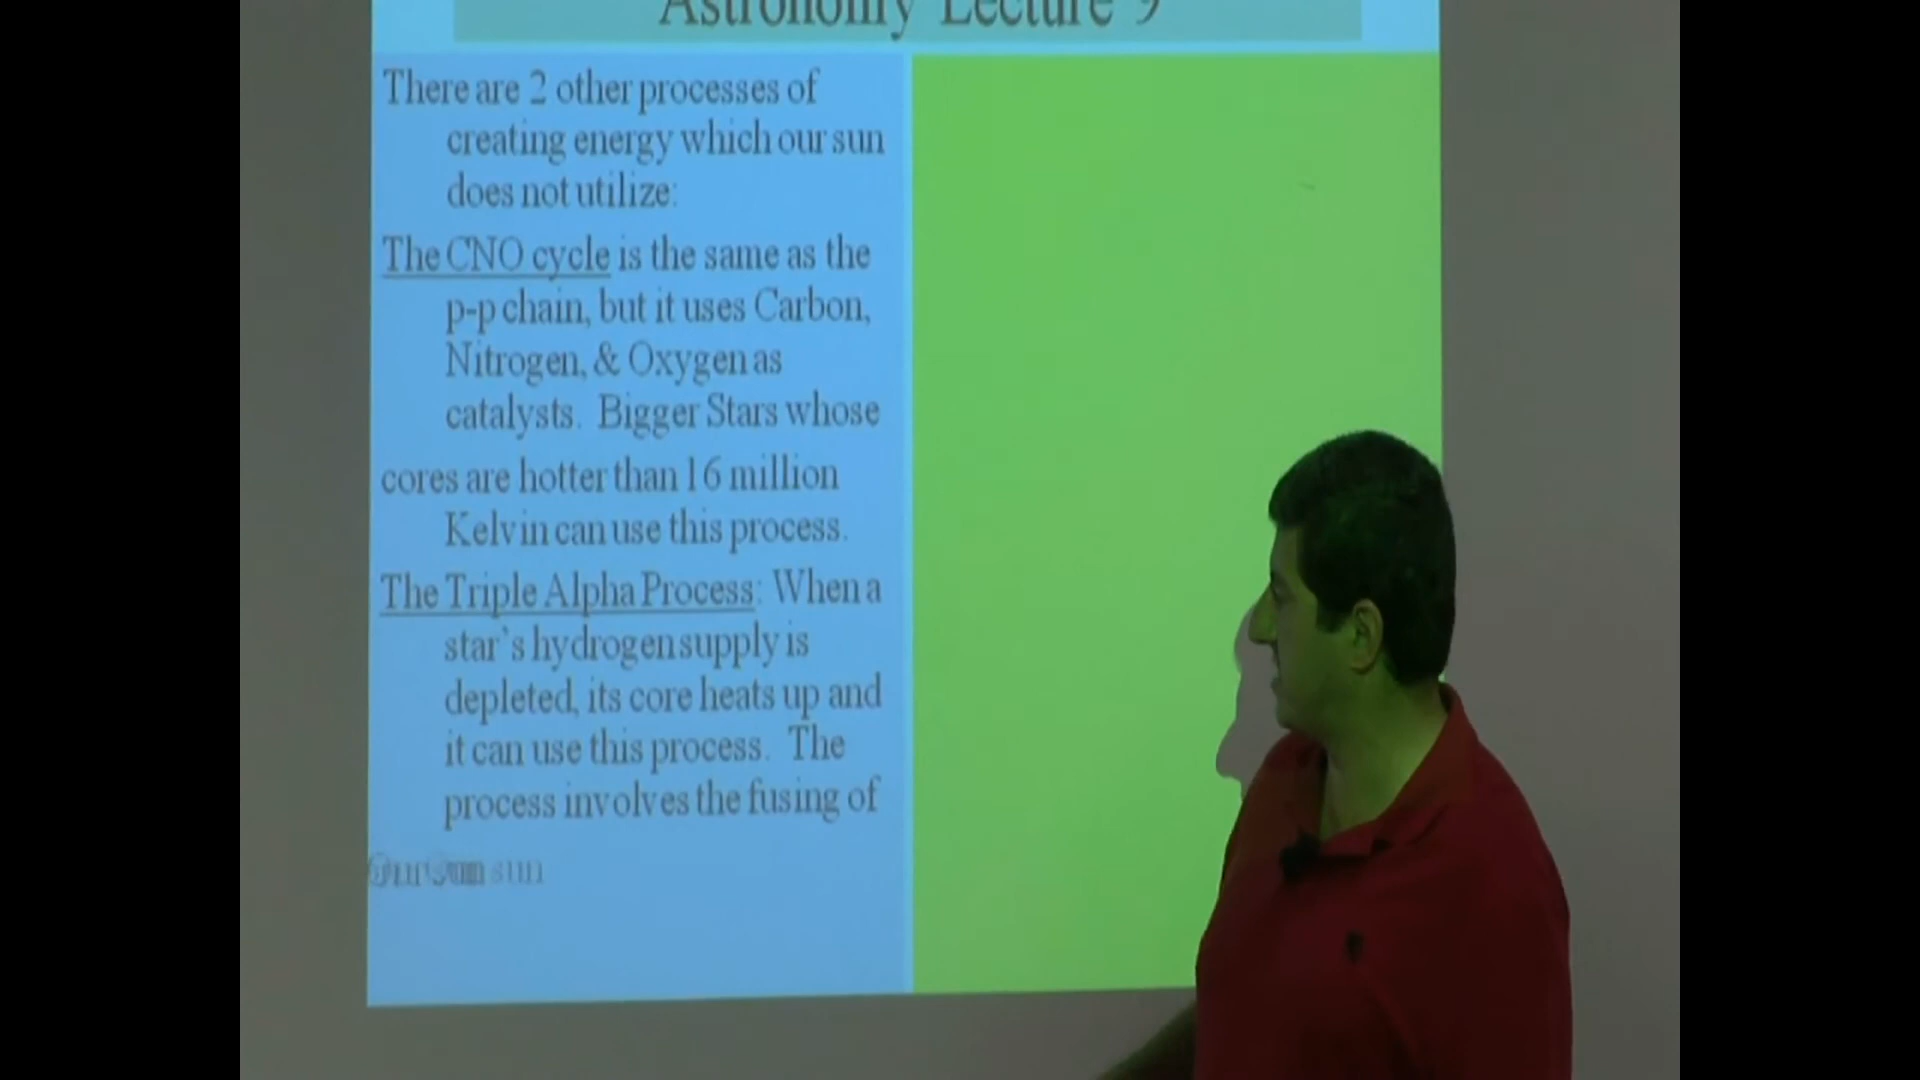 Astronomy Lecture 9
There are 2 other processes of
creating energy which our sun
does not utilize:
The CNO cycle is the same as the
p-p chain, but it uses Carbon,
Nitrogen, & Oxygen as
catalysts. Bigger Stars whose
cores are hotter than 16 million
Kelvin can use this process.
The Triple Alpha Process: When a
star`s hydrogen supply is
depleted, its core heats up and
it can use this process. The
process involves the fusing of
sun